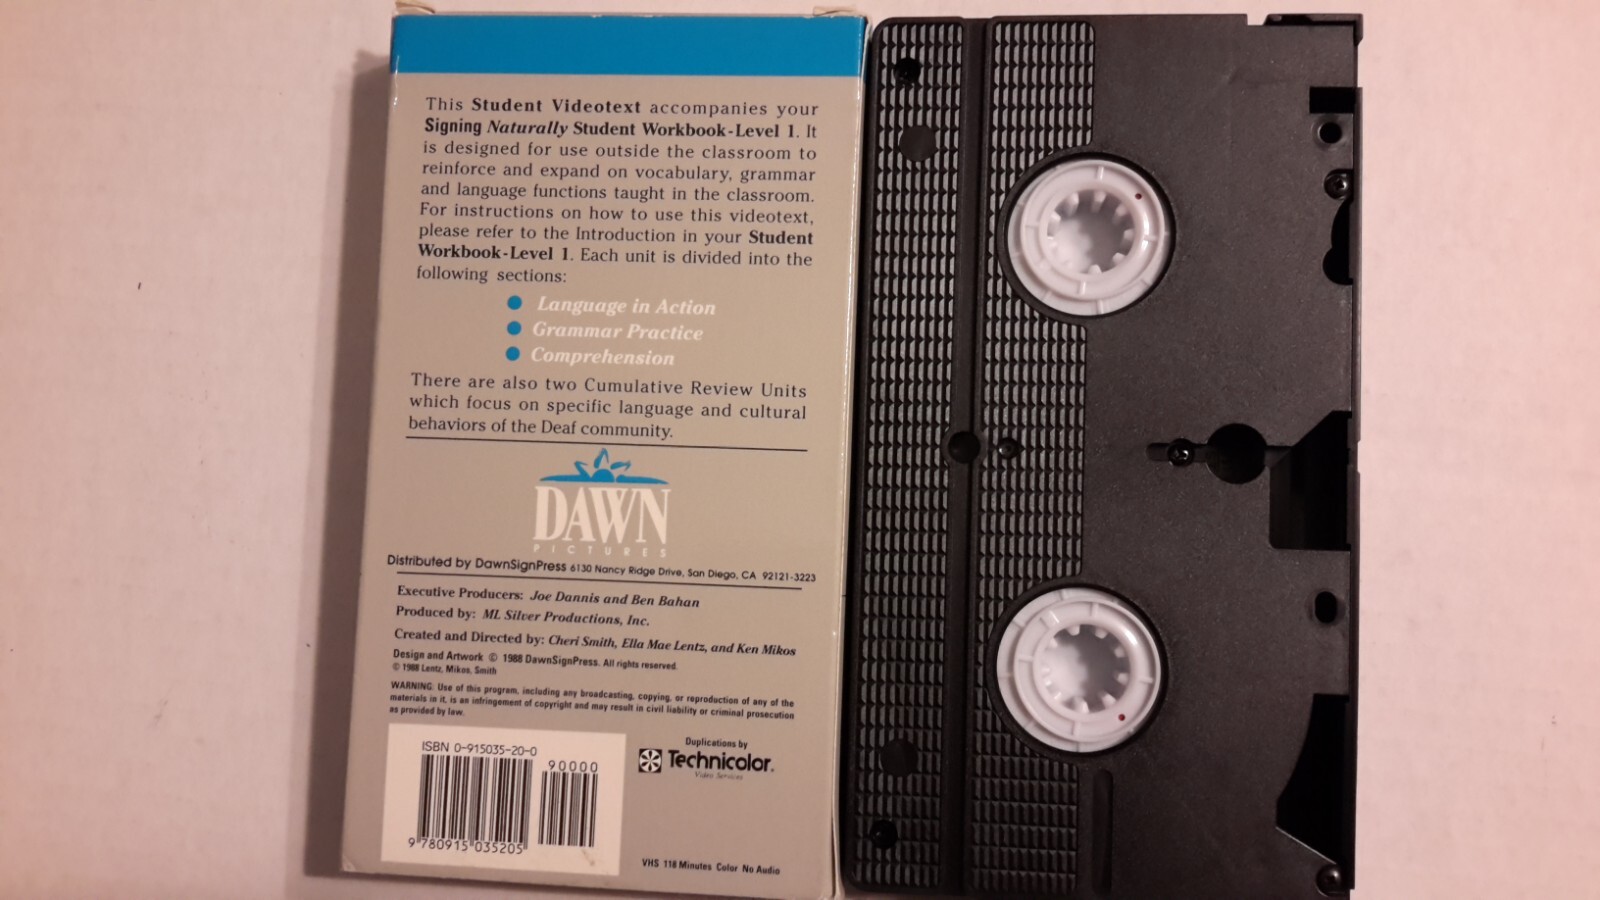 This Student Videotext accompanies your
Signing Naturally Student Workbook-Level 1. It
is designed for use outside the classroom to
reinforce and expand on vocabulary, grammar
and language functions taught in the classroom.
For instructions on how to use this videotext,
please refer to the Introduction in your Student
Workbook-Level 1. Each unit is divided into the
following sections:
Language in Action
Grammar Practice
Comprehension
There are also two Cumulative Review Units
which focus on specific language and cultural
behaviors of the Deaf community.
DAWN
PICTURES
Distributed by DawnSignPress 6130 Nancy Ridge Drive, San Diego, CA 92121-3223
Executive Producers: Joe Dannis and Ben Bahan
Produced by: ML Silver Productions, Inc.
Created and Directed by: Cheri Smith, Ella Mae Lentz, and Ken Mikos
Design and Artwork © 1988 DawnSignPress. All rights reserved.
© 1988 Lentz, Mikos, Smith
WARNING: Use of this program, including any broadcasting, copying, or reproduction of any of the
materials in it, is an infringement of copyright and may result in civil liability or criminal prosecution
as provided by law.
ISBN 0-915035-20-0
90000
9 780915 035205
Duplications by
Technicolor.
Video Services
VHS 118 Minutes Color No Audio